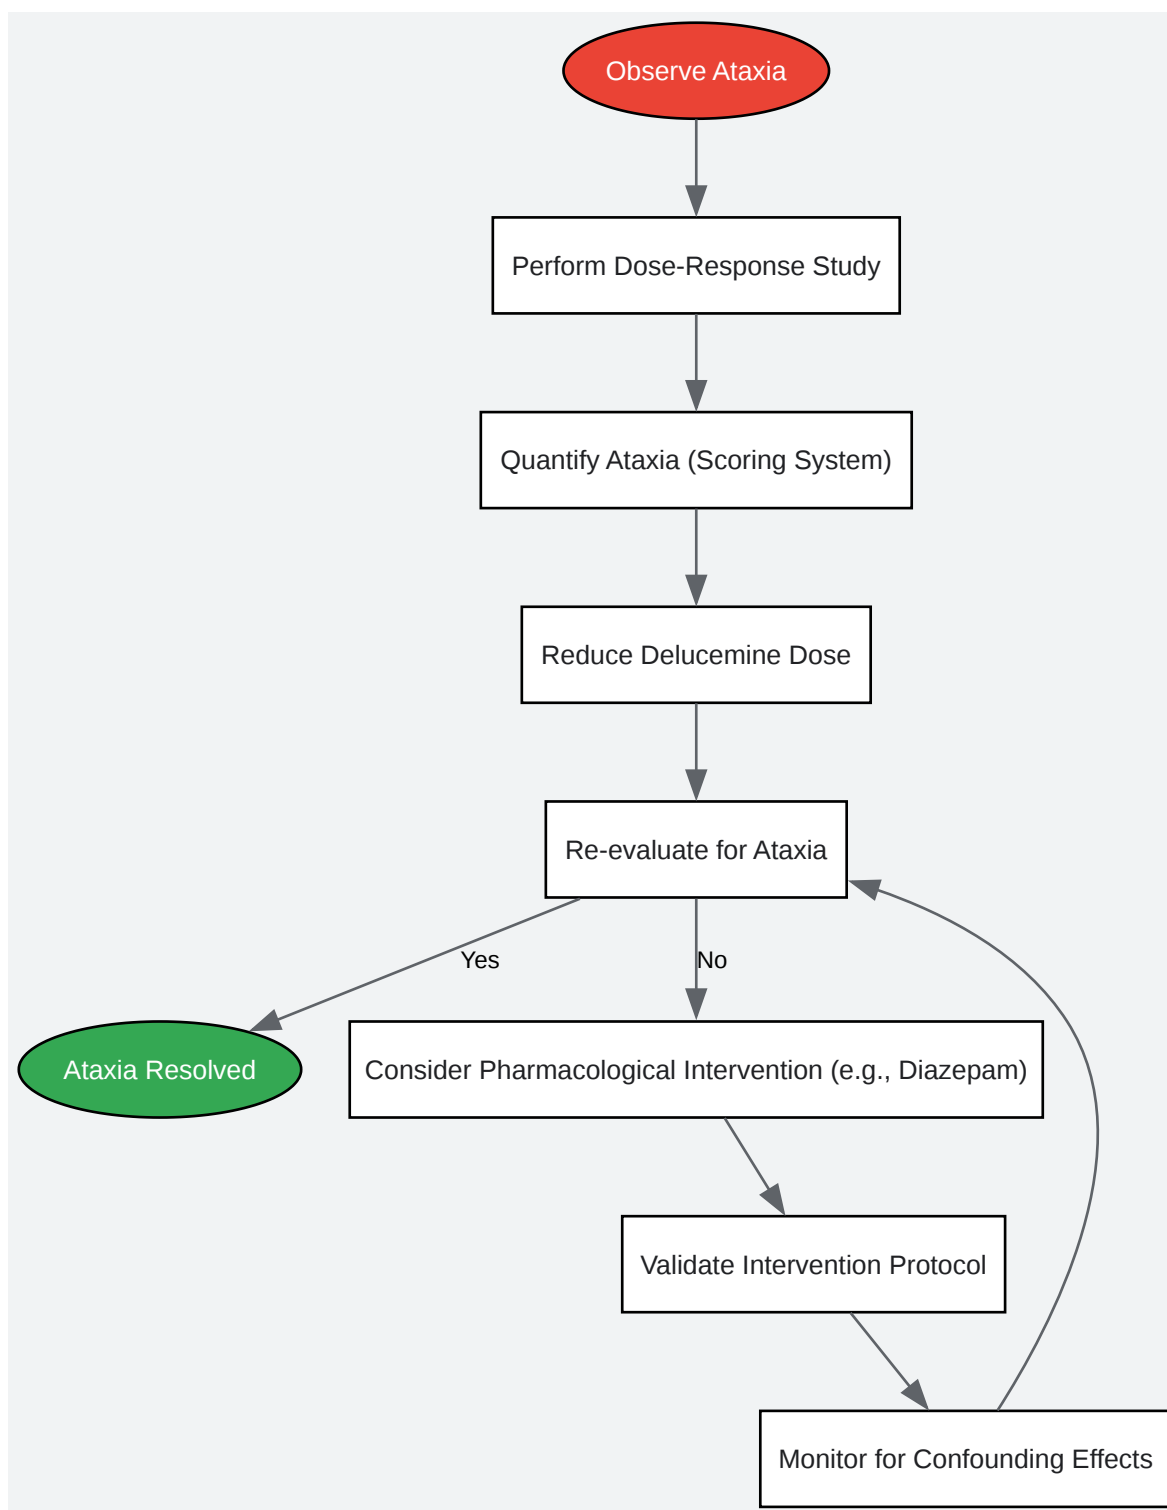 Observe Ataxia
Perform Dose-Response Study
Quantify Ataxia (Scoring System)
Reduce Delucemine Dose
Re-evaluate for Ataxia
Yes
No
Ataxia Resolved
Consider Pharmacological Intervention (e.g., Diazepam)
Validate Intervention Protocol
Monitor for Confounding Effects